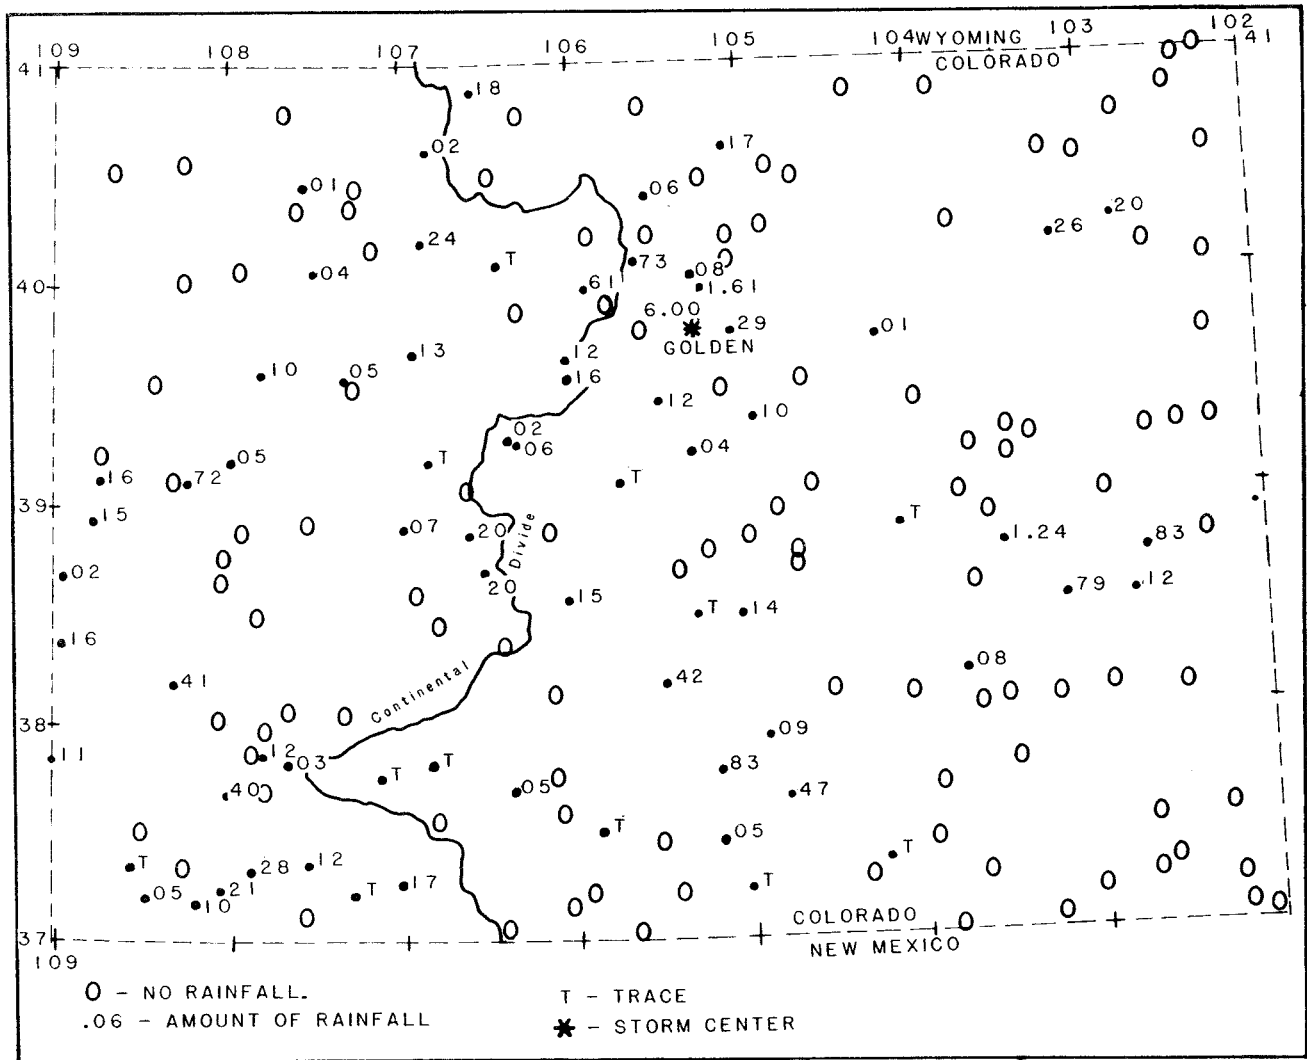 109 108 107 106 105 104 WYOMING 103 102
41 COLORADO 41
.18
.02 .17
.01 .06
.20
.24 .26
T .73 .08
.04
40 .61 1.61
6.00 .29 .01
GOLDEN
.13 .12
.10 .05 .16
.12 .10
.02
.05 T .06 .04
.16 .72 T
39
.15 .07 .20 T 1.24 .83
Divide
.02 .20 .15 .79 .12
T .14
.16
.08
.41 Continental .42
38 .09
.11 .12 .03 T T .83
.40 .05 .47
T .05
T .28 .12 T
.05 .21 T .17 T
.10
COLORADO
37 NEW MEXICO
109
O - NO RAINFALL. T - TRACE
.06 - AMOUNT OF RAINFALL * - STORM CENTER